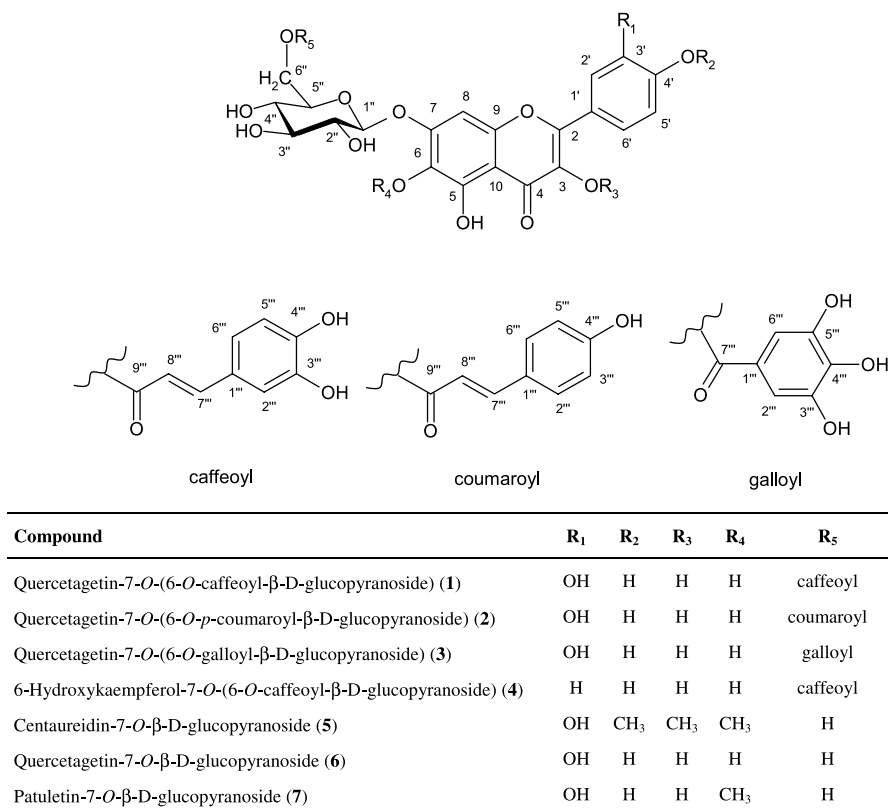 R₁
OR₅
3'
2'
OR₂
6"
4'
H₂C
5"
1'
O
1"
O
7
8
9
O
HO
4"
5'
HO
2"
2
6'
3"
OH
6
R₄O
5
10
4
3
OR₃
OH
O
5'''
4'''
OH
6'''
9'''
8'''
3'''
1'''
OH
7'''
2'''
O
caffeoyl
5'''
6'''
4'''
OH
9'''
8'''
3'''
1'''
7'''
2'''
O
coumaroyl
OH
6'''
5'''
7'''
O
1'''
4'''
OH
2'''
3'''
OH
galloyl
Compound R₁ R₂ R₃ R₄ R₅
Quercetagetin-7-O-(6-O-caffeoyl-β-D-glucopyranoside) (1) OH H H H caffeoyl
Quercetagetin-7-O-(6-O-p-coumaroyl-β-D-glucopyranoside) (2) OH H H H coumaroyl
Quercetagetin-7-O-(6-O-galloyl-β-D-glucopyranoside) (3) OH H H H galloyl
6-Hydroxykaempferol-7-O-(6-O-caffeoyl-β-D-glucopyranoside) (4) H H H H caffeoyl
Centaureidin-7-O-β-D-glucopyranoside (5) OH CH₃ CH₃ CH₃ H
Quercetagetin-7-O-β-D-glucopyranoside (6) OH H H H H
Patuletin-7-O-β-D-glucopyranoside (7) OH H H CH₃ H